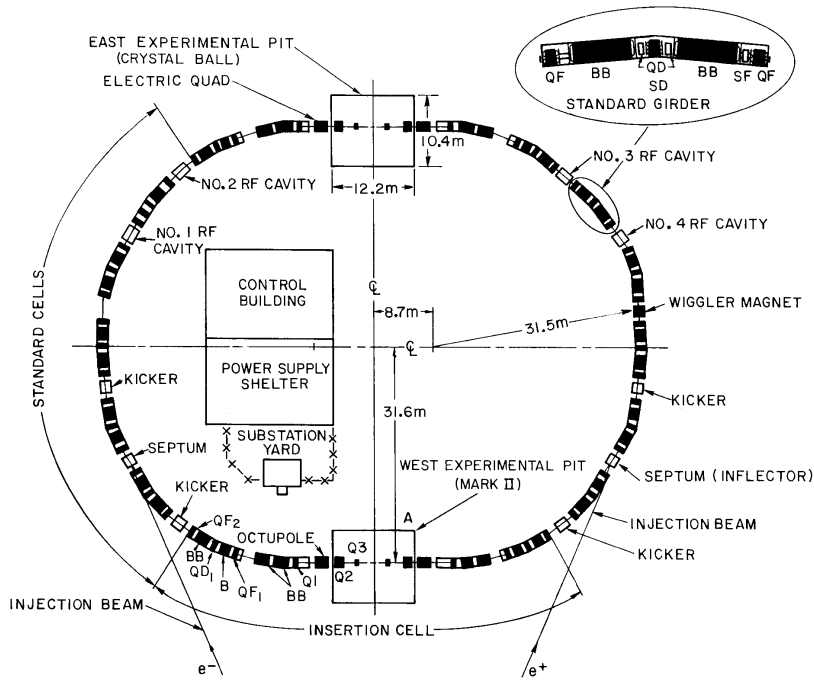 EAST EXPERIMENTAL PIT
(CRYSTAL BALL)
ELECTRIC QUAD
QF
BB
QD
BB
SF
QF
SD
STANDARD GIRDER
10.4m
12.2m
NO. 2 RF CAVITY
NO. 3 RF CAVITY
NO. 1 RF
CAVITY
NO. 4 RF CAVITY
STANDARD CELLS
CONTROL
BUILDING
℄
8.7m
31.5m
WIGGLER MAGNET
℄
POWER SUPPLY
SHELTER
KICKER
31.6m
KICKER
SUBSTATION
YARD
SEPTUM
WEST EXPERIMENTAL PIT
(MARK II)
SEPTUM (INFLECTOR)
KICKER
A
QF2
OCTUPOLE
Q3
INJECTION BEAM
KICKER
BB
QD1
B
QF1
BB
Q1
Q2
INJECTION BEAM
INSERTION CELL
e-
e+